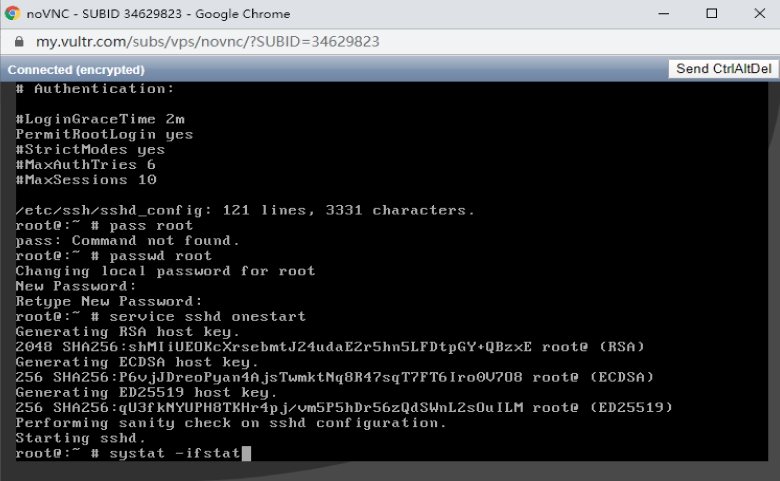 noVNC - SUBID 34629823 - Google Chrome
my.vultr.com/subs/vps/novnc/?SUBID=34629823
Connected (encrypted)
Send CtrlAltDel
# Authentication:
#LoginGraceTime 2m
PermitRootLogin yes
#StrictModes yes
#MaxAuthTries 6
#MaxSessions 10
/etc/ssh/sshd_config: 121 lines, 3331 characters.
root@:~ # pass root
pass: Command not found.
root@:~ # passwd root
Changing local password for root
New Password:
Retype New Password:
root@:~ # service sshd onestart
Generating RSA host key.
2048 SHA256:shMIiUEOKcXrsebmtJ24udaE2r5hn5LFDtpGY+QBzxE root@ (RSA)
Generating ECDSA host key.
256 SHA256:P6vjJDreoPyan4AjsTwmktNq8R47sqT7FT6Iro0V7O8 root@ (ECDSA)
Generating ED25519 host key.
256 SHA256:qU3fkNYUPH8TKHr4pj/vm5P5hDr56zQdSWnL2sOuILM root@ (ED25519)
Performing sanity check on sshd configuration.
Starting sshd.
root@:~ # systat -ifstat